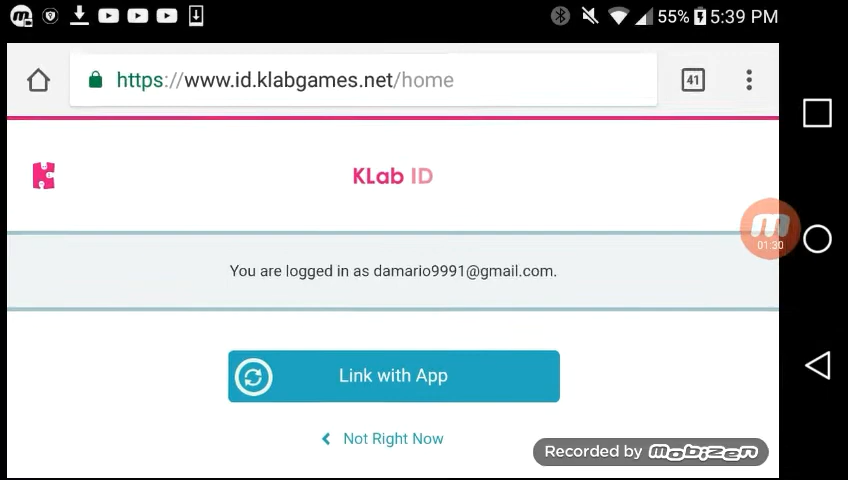 55% 5:39 PM
https://www.id.klabgames.net/home
41
KLab ID
01:30
You are logged in as damario9991@gmail.com.
Link with App
Not Right Now
Recorded by mobizen